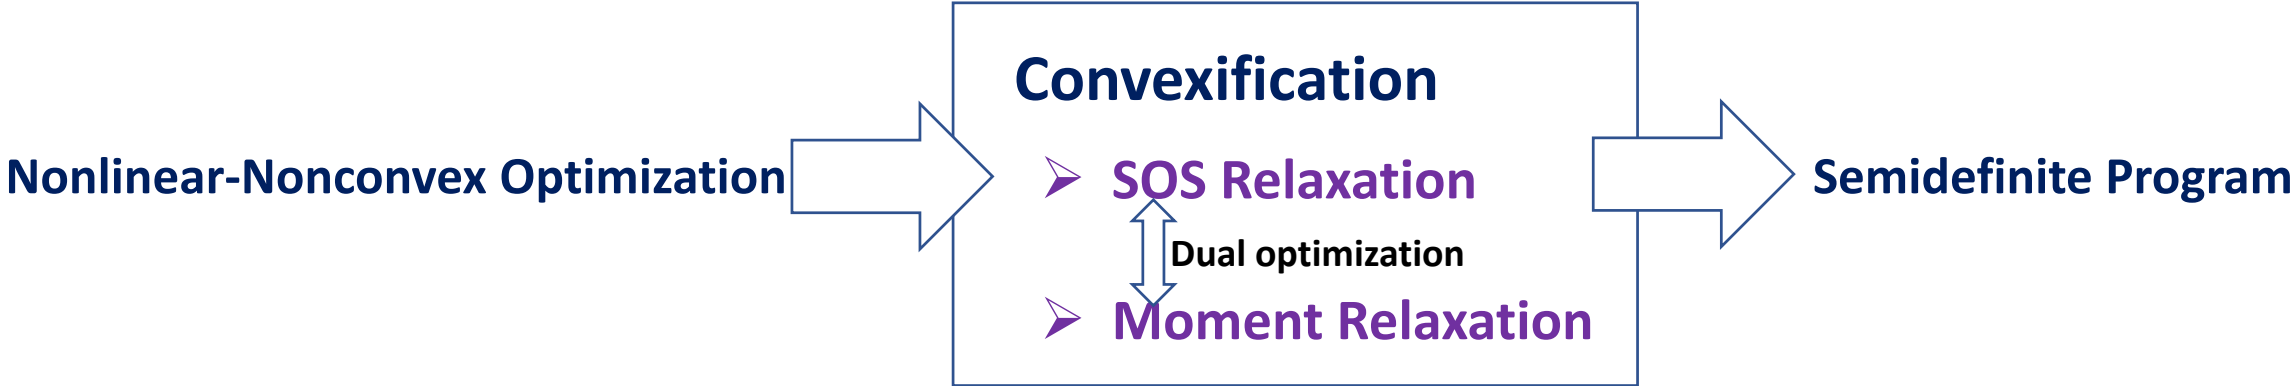 Convexification
Nonlinear-Nonconvex Optimization
SOS Relaxation
Semidefinite Program
Dual optimization
Moment Relaxation